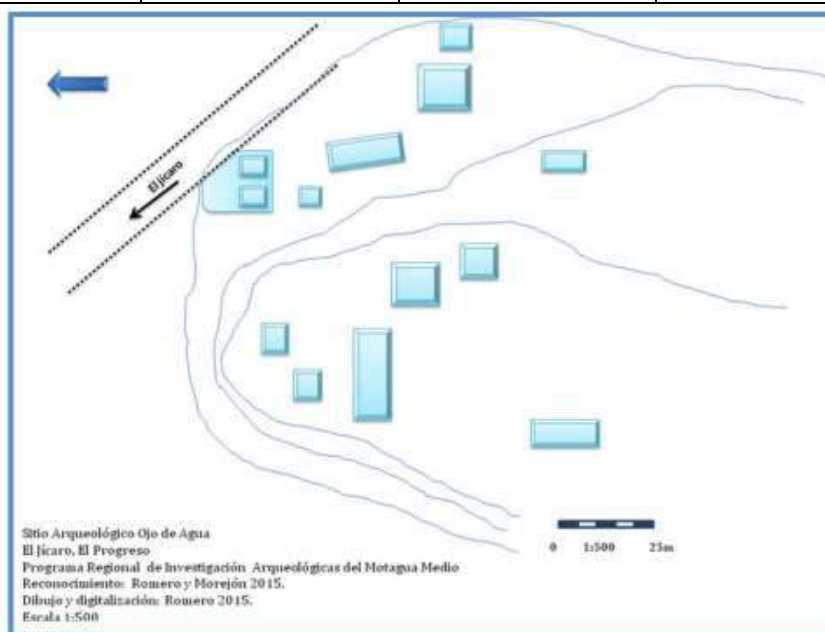 El Jícaro
0 1:500 25m
Sitio Arqueológico Ojo de Agua
El Jícaro, El Progreso
Programa Regional de Investigación Arqueológicas del Motagua Medio
Reconocimiento: Romero y Morejón 2015.
Dibujo y digitalización: Romero 2015.
Escala 1:500